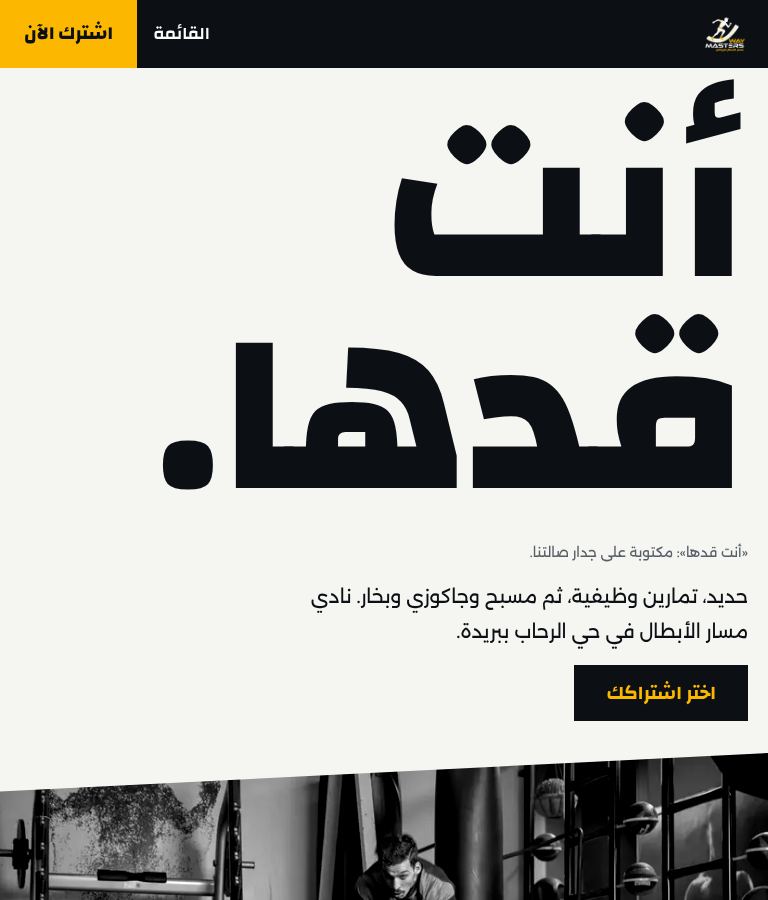 WAY
MASTERS
القائمة
اشترك الآن
أنت
قدها.
«أنت قدها»: مكتوبة على جدار صالتنا.
حديد، تمارين وظيفية، ثم مسبح وجاكوزي وبخار. نادي
مسار الأبطال في حي الرحاب ببريدة.
اختر اشتراكك